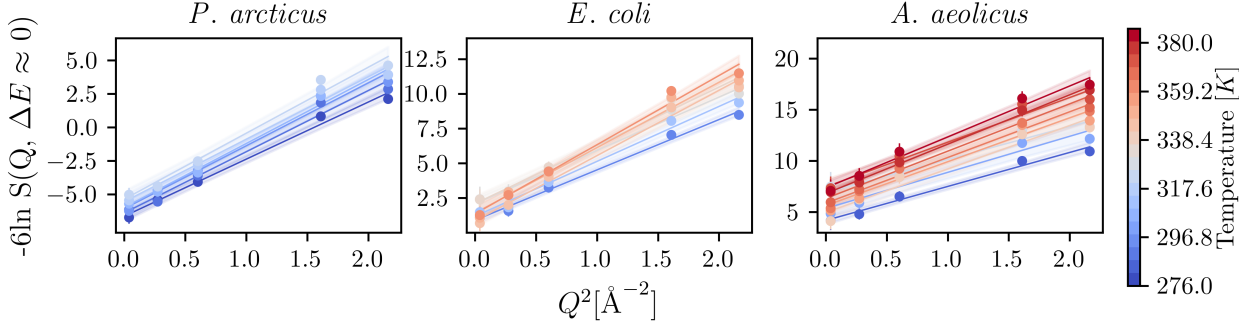 P. arcticus
E. coli
A. aeolicus
-6ln S(Q, ΔE ≈ 0)
5.0
2.5
0.0
−2.5
−5.0
0.0 0.5 1.0 1.5 2.0
12.5
10.0
7.5
5.0
2.5
0.0 0.5 1.0 1.5 2.0
20
15
10
5
0.0 0.5 1.0 1.5 2.0
Q²[Å⁻²]
380.0
359.2
338.4
317.6
296.8
276.0
Temperature [K]